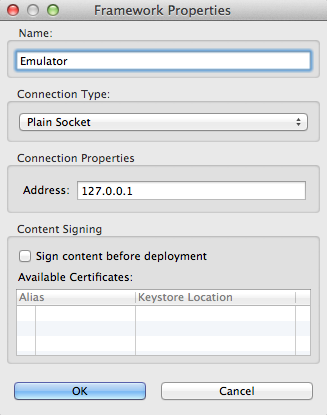 Framework Properties
Name:
Emulator
Connection Type:
Plain Socket
Connection Properties
Address: 127.0.0.1
Content Signing
Sign content before deployment
Available Certificates:
Alias Keystore Location
OK Cancel